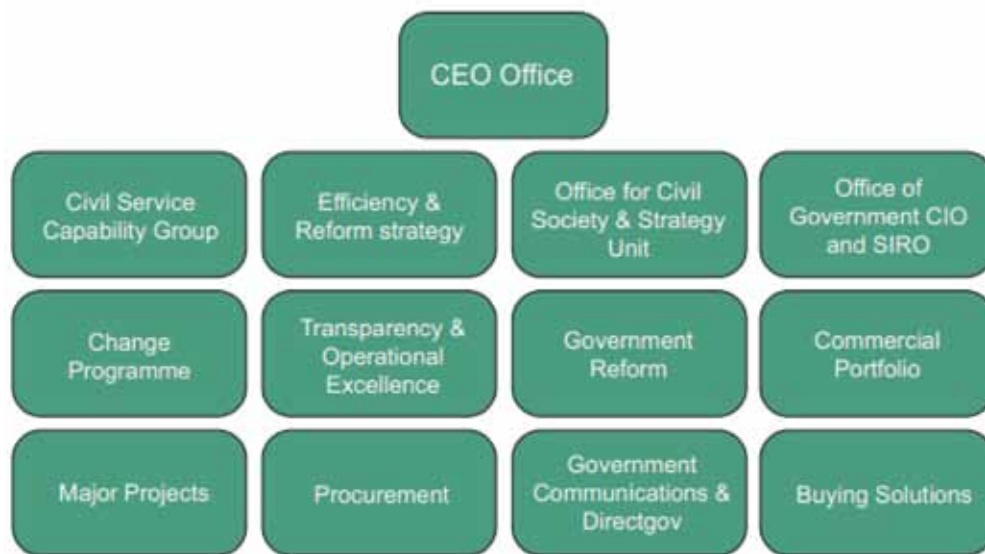 CEO Office
Civil Service
Capability Group
Efficiency &
Reform strategy
Office for Civil
Society & Strategy
Unit
Office of
Government CIO
and SIRO
Change
Programme
Transparency &
Operational
Excellence
Government
Reform
Commercial
Portfolio
Major Projects
Procurement
Government
Communications &
Directgov
Buying Solutions